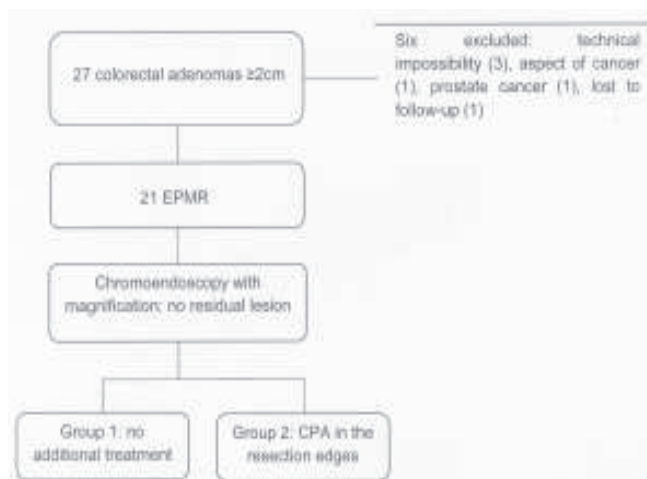 27 colorectal adenomas ≥2cm
Six excluded: technical
impossibility (3), aspect of cancer
(1), prostate cancer (1), lost to
follow-up (1)
21 EPMR
Chromoendoscopy with
magnification; no residual lesion
Group 1: no
additional treatment
Group 2: CPA in the
resection edges